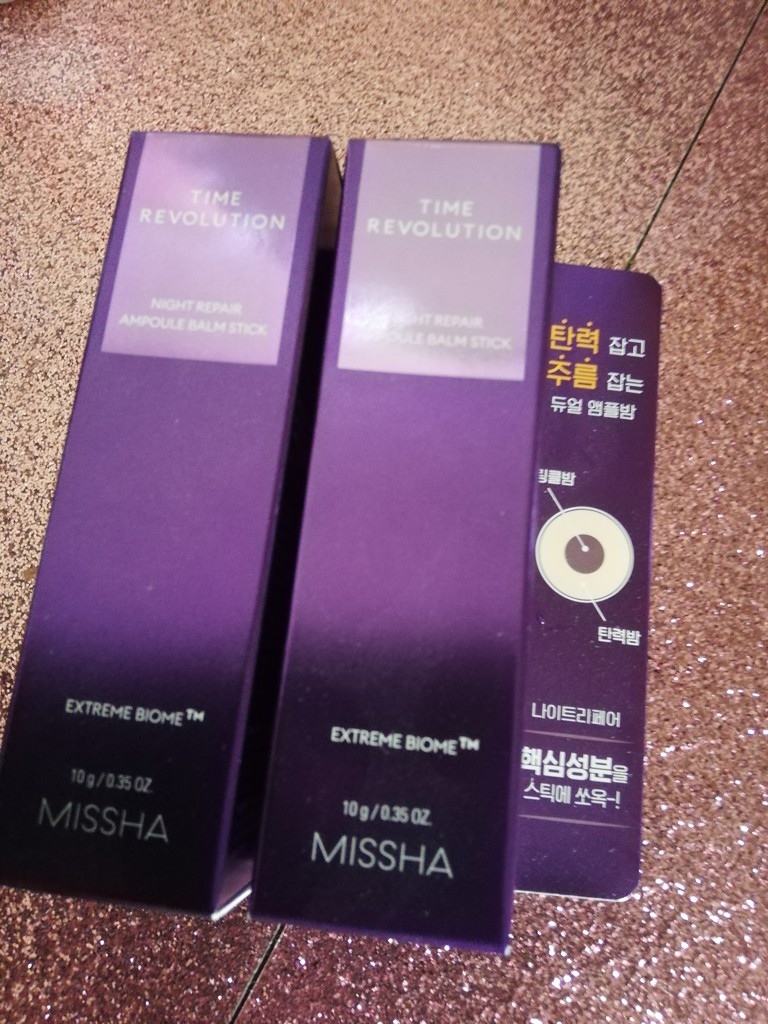 TIME
REVOLUTION
NIGHT REPAIR
AMPOULE BALM STICK
EXTREME BIOME™
10 g / 0.35 OZ.
MISSHA
TIME
REVOLUTION
NIGHT REPAIR
AMPOULE BALM STICK
EXTREME BIOME™
10 g / 0.35 OZ.
MISSHA
탄력 잡고
주름 잡는
듀얼 앰플밤
탄력밤
나이트리페어
핵심성분을
스틱에 쏘옥~!